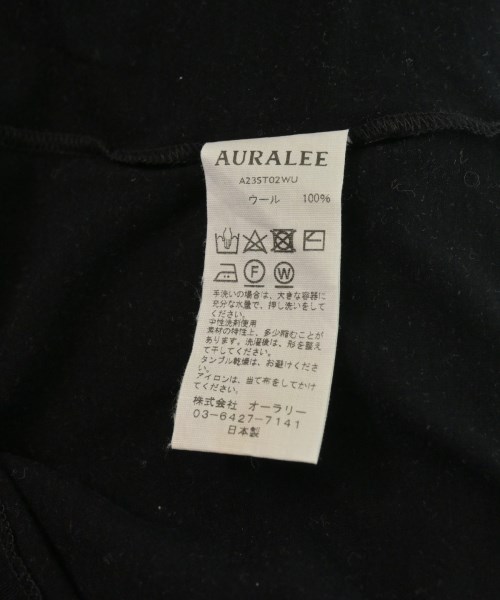 AURALEE
A23ST02WU
ウール 100%
F W
手洗いの場合は、大きな容器に
充分な水量で、押し洗いをして
ください。
中性洗剤使用
素材の特性上、多少縮むことが
あります。洗濯後は、形を整え
て干してください。
タンブル乾燥は、お避けくださ
い。
アイロンは、当て布をしてかけ
てください。
株式会社 オーラリー
03-6427-7141
日本製